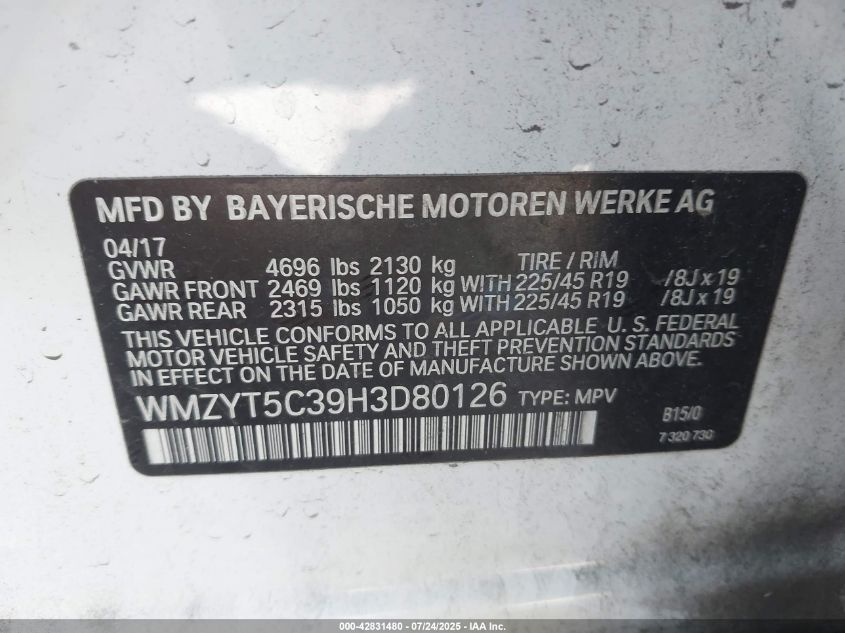 MFD BY BAYERISCHE MOTOREN WERKE AG
04/17
GVWR 4696 lbs 2130 kg TIRE / RIM
GAWR FRONT 2469 lbs 1120 kg WITH 225/45 R19 /8J x 19
GAWR REAR 2315 lbs 1050 kg WITH 225/45 R19 /8J x 19
THIS VEHICLE CONFORMS TO ALL APPLICABLE U. S. FEDERAL
MOTOR VEHICLE SAFETY AND THEFT PREVENTION STANDARDS
IN EFFECT ON THE DATE OF MANUFACTURE SHOWN ABOVE.
WMZYT5C39H3D80126 TYPE: MPV
B15/0
7 320 730
000-42831480 - 07/24/2025 - IAA Inc.